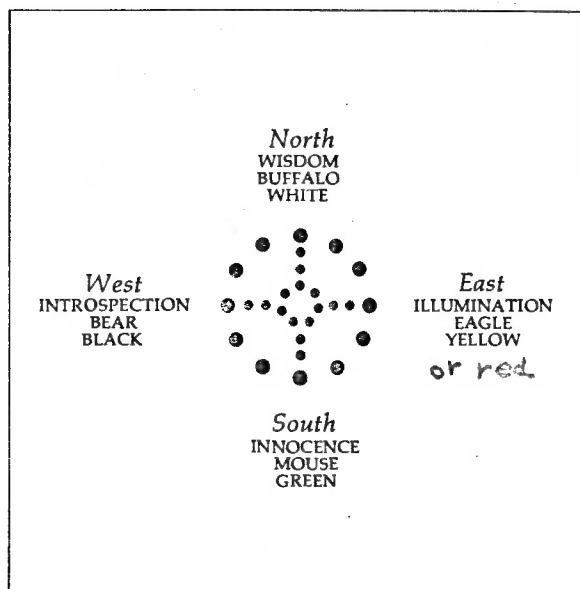 North
WISDOM
BUFFALO
WHITE
West
INTROSPECTION
BEAR
BLACK
East
ILLUMINATION
EAGLE
YELLOW
or red
South
INNOCENCE
MOUSE
GREEN